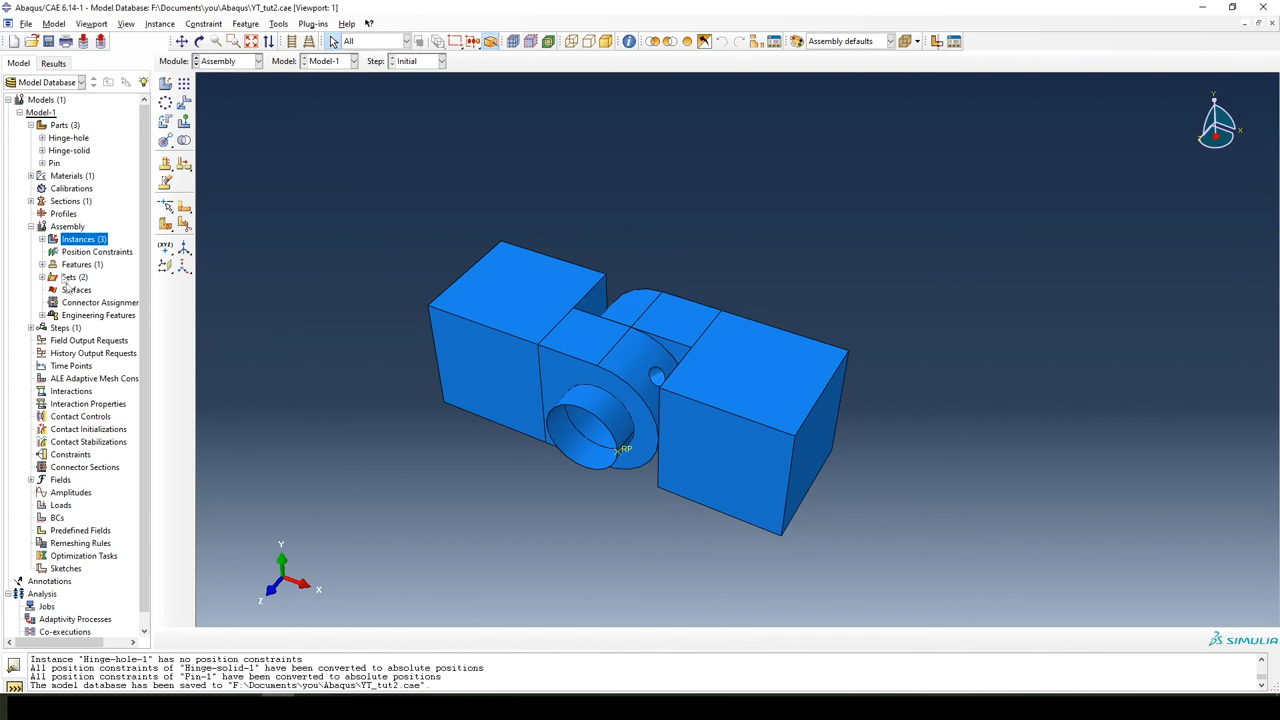 Abaqus/CAE 6.14-1 - Model Database: F:\Documents\you\Abaqus\YT_tut2.cae [Viewport: 1]
File Model Viewport View Instance Constraint Feature Tools Plug-ins Help
All Assembly defaults
Model Results Module: Assembly Model: Model-1 Step: Initial
Model Database
Models (1)
Model-1
Parts (3)
Hinge-hole
Hinge-solid
Pin
Materials (1)
Calibrations
Sections (1)
Profiles
Assembly
Instances (3)
Position Constraints
Features (1)
Sets (2)
Surfaces
Connector Assignmer
Engineering Features
Steps (1)
Field Output Requests
History Output Requests
Time Points
ALE Adaptive Mesh Cons
Interactions
Interaction Properties
Contact Controls
Contact Initializations
Contact Stabilizations
Constraints
Connector Sections
Fields
Amplitudes
Loads
BCs
Predefined Fields
Remeshing Rules
Optimization Tasks
Sketches
Annotations
Analysis
Jobs
Adaptivity Processes
Co-executions
(XYZ)
Y
X
Z
RP
Y
X
Z
SIMULIA
Instance "Hinge-hole-1" has no position constraints
All position constraints of "Hinge-solid-1" have been converted to absolute positions
All position constraints of "Pin-1" have been converted to absolute positions
The model database has been saved to "F:\Documents\you\Abaqus\YT_tut2.cae".
>>>